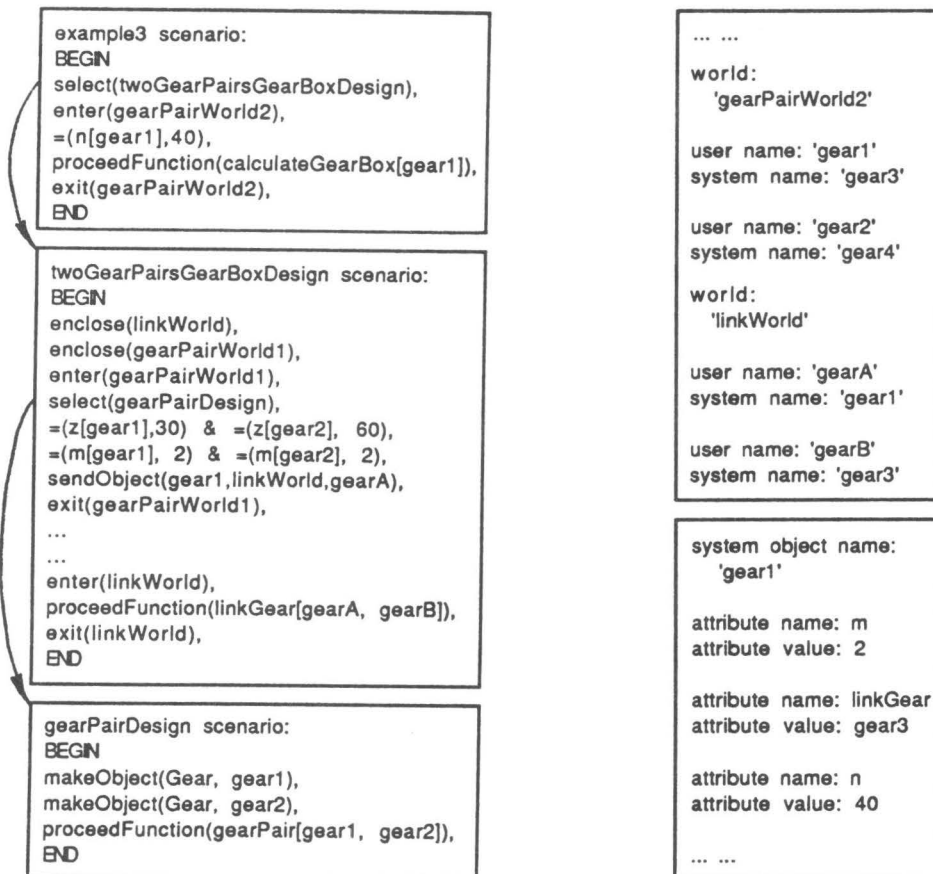 example3 scenario:
BEGIN
select(twoGearPairsGearBoxDesign),
enter(gearPairWorld2),
=(n[gear1],40),
proceedFunction(calculateGearBox[gear1]),
exit(gearPairWorld2),
END
twoGearPairsGearBoxDesign scenario:
BEGIN
enclose(linkWorld),
enclose(gearPairWorld1),
enter(gearPairWorld1),
select(gearPairDesign),
=(z[gear1],30) & =(z[gear2], 60),
=(m[gear1], 2) & =(m[gear2], 2),
sendObject(gear1,linkWorld,gearA),
exit(gearPairWorld1),
...
...
enter(linkWorld),
proceedFunction(linkGear[gearA, gearB]),
exit(linkWorld),
END
gearPairDesign scenario:
BEGIN
makeObject(Gear, gear1),
makeObject(Gear, gear2),
proceedFunction(gearPair[gear1, gear2]),
END
... ...
world:
'gearPairWorld2'
user name: 'gear1'
system name: 'gear3'
user name: 'gear2'
system name: 'gear4'
world:
'linkWorld'
user name: 'gearA'
system name: 'gear1'
user name: 'gearB'
system name: 'gear3'
system object name:
'gear1'
attribute name: m
attribute value: 2
attribute name: linkGear
attribute value: gear3
attribute name: n
attribute value: 40
... ...